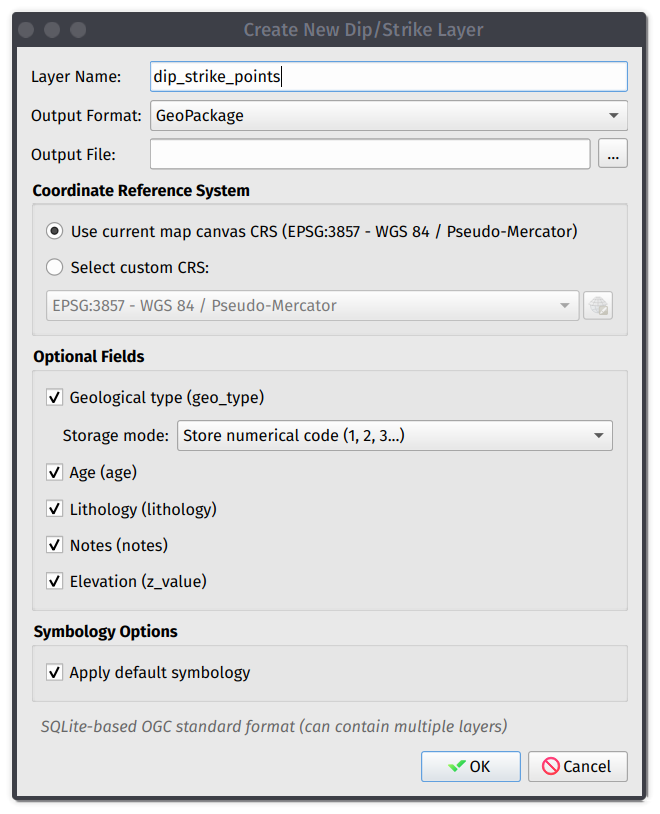 Create New Dip/Strike Layer
Layer Name: dip_strike_points
Output Format: GeoPackage
Output File: ...
Coordinate Reference System
Use current map canvas CRS (EPSG:3857 - WGS 84 / Pseudo-Mercator)
Select custom CRS:
EPSG:3857 - WGS 84 / Pseudo-Mercator
Optional Fields
Geological type (geo_type)
Storage mode: Store numerical code (1, 2, 3...)
Age (age)
Lithology (lithology)
Notes (notes)
Elevation (z_value)
Symbology Options
Apply default symbology
SQLite-based OGC standard format (can contain multiple layers)
OK Cancel